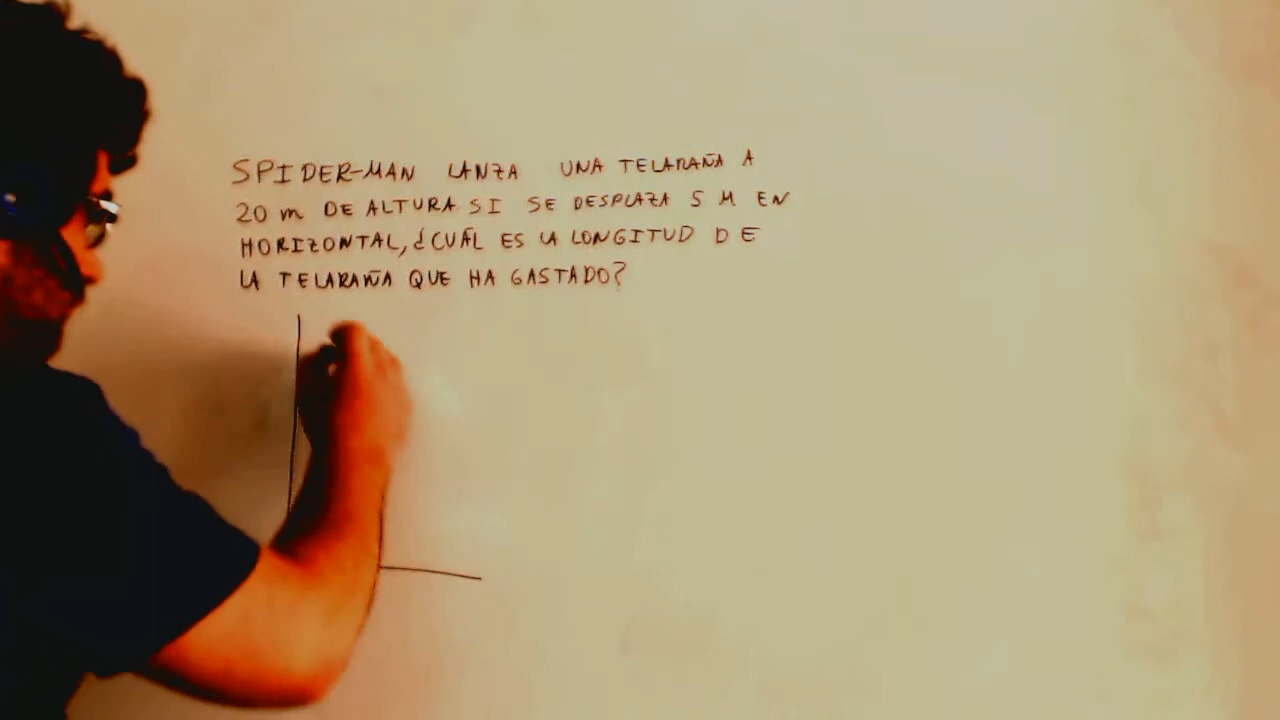 SPIDER-MAN LANZA UNA TELARAÑA A
20 m DE ALTURA SI SE DESPLAZA 5 M EN
HORIZONTAL, ¿CUÁL ES LA LONGITUD DE
LA TELARAÑA QUE HA GASTADO?